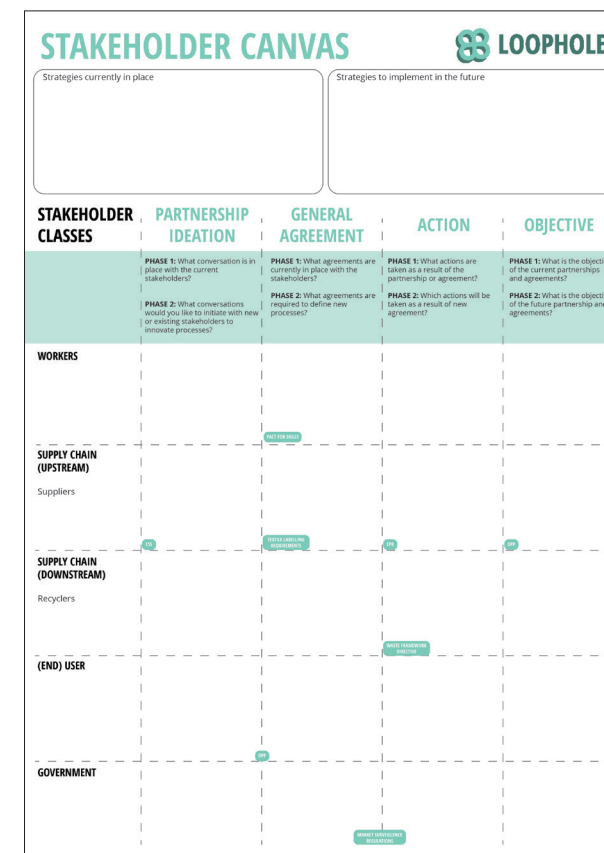 STAKEHOLDER CANVAS
LOOPHOLE
Strategies currently in place
Strategies to implement in the future
STAKEHOLDER
CLASSES
PARTNERSHIP
IDEATION
GENERAL
AGREEMENT
ACTION
OBJECTIVE
PHASE 1: What conversation is in
place with the current
stakeholders?
PHASE 2: What conversations
would you like to initiate with new
or existing stakeholders to
innovate processes?
PHASE 1: What agreements are
currently in place with the
stakeholders?
PHASE 2: What agreements are
required to define new
processes?
PHASE 1: What actions are
taken as a result of the
partnership or agreement?
PHASE 2: Which actions will be
taken as a result of new
agreement?
PHASE 1: What is the objecti
of the current partnerships
and agreements?
PHASE 2: What is the objecti
of the future partnership an
agreements?
WORKERS
PACT FOR SKILLS
SUPPLY CHAIN
(UPSTREAM)
Suppliers
ESS
TEXTILE LABELLING
REQUIREMENTS
EPR
DPP
SUPPLY CHAIN
(DOWNSTREAM)
Recyclers
WASTE FRAMEWORK
DIRECTIVE
(END) USER
DPP
GOVERNMENT
MARKET SURVEILLANCE
REGULATIONS